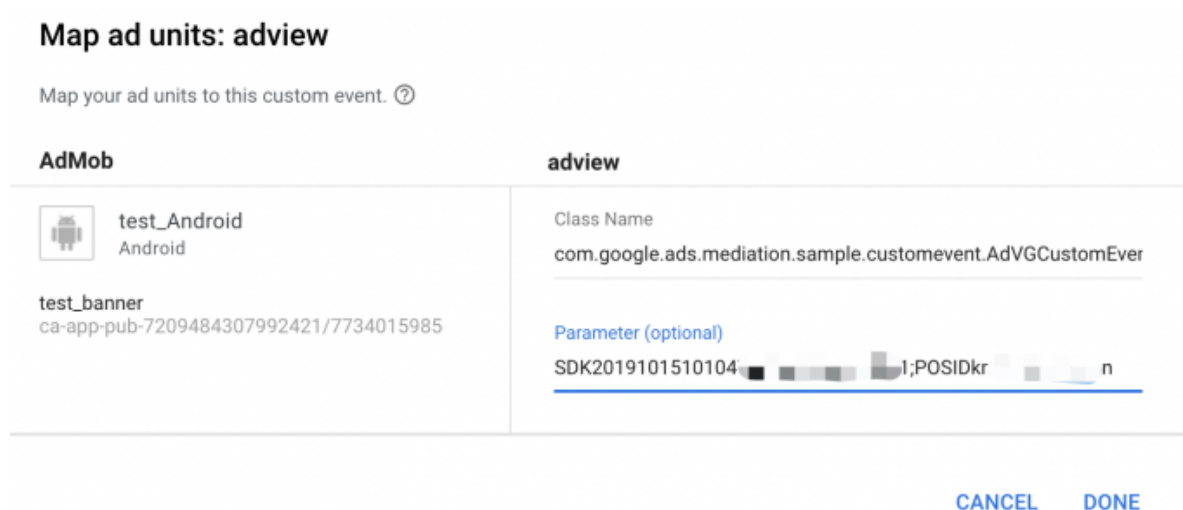 Map ad units: adview
Map your ad units to this custom event. ?
AdMob
adview
test_Android
Android
test_banner
ca-app-pub-7209484307992421/7734015985
Class Name
com.google.ads.mediation.sample.customevent.AdVGCustomEver
Parameter (optional)
SDK2019101510104 1;POSIDkr n
CANCEL DONE